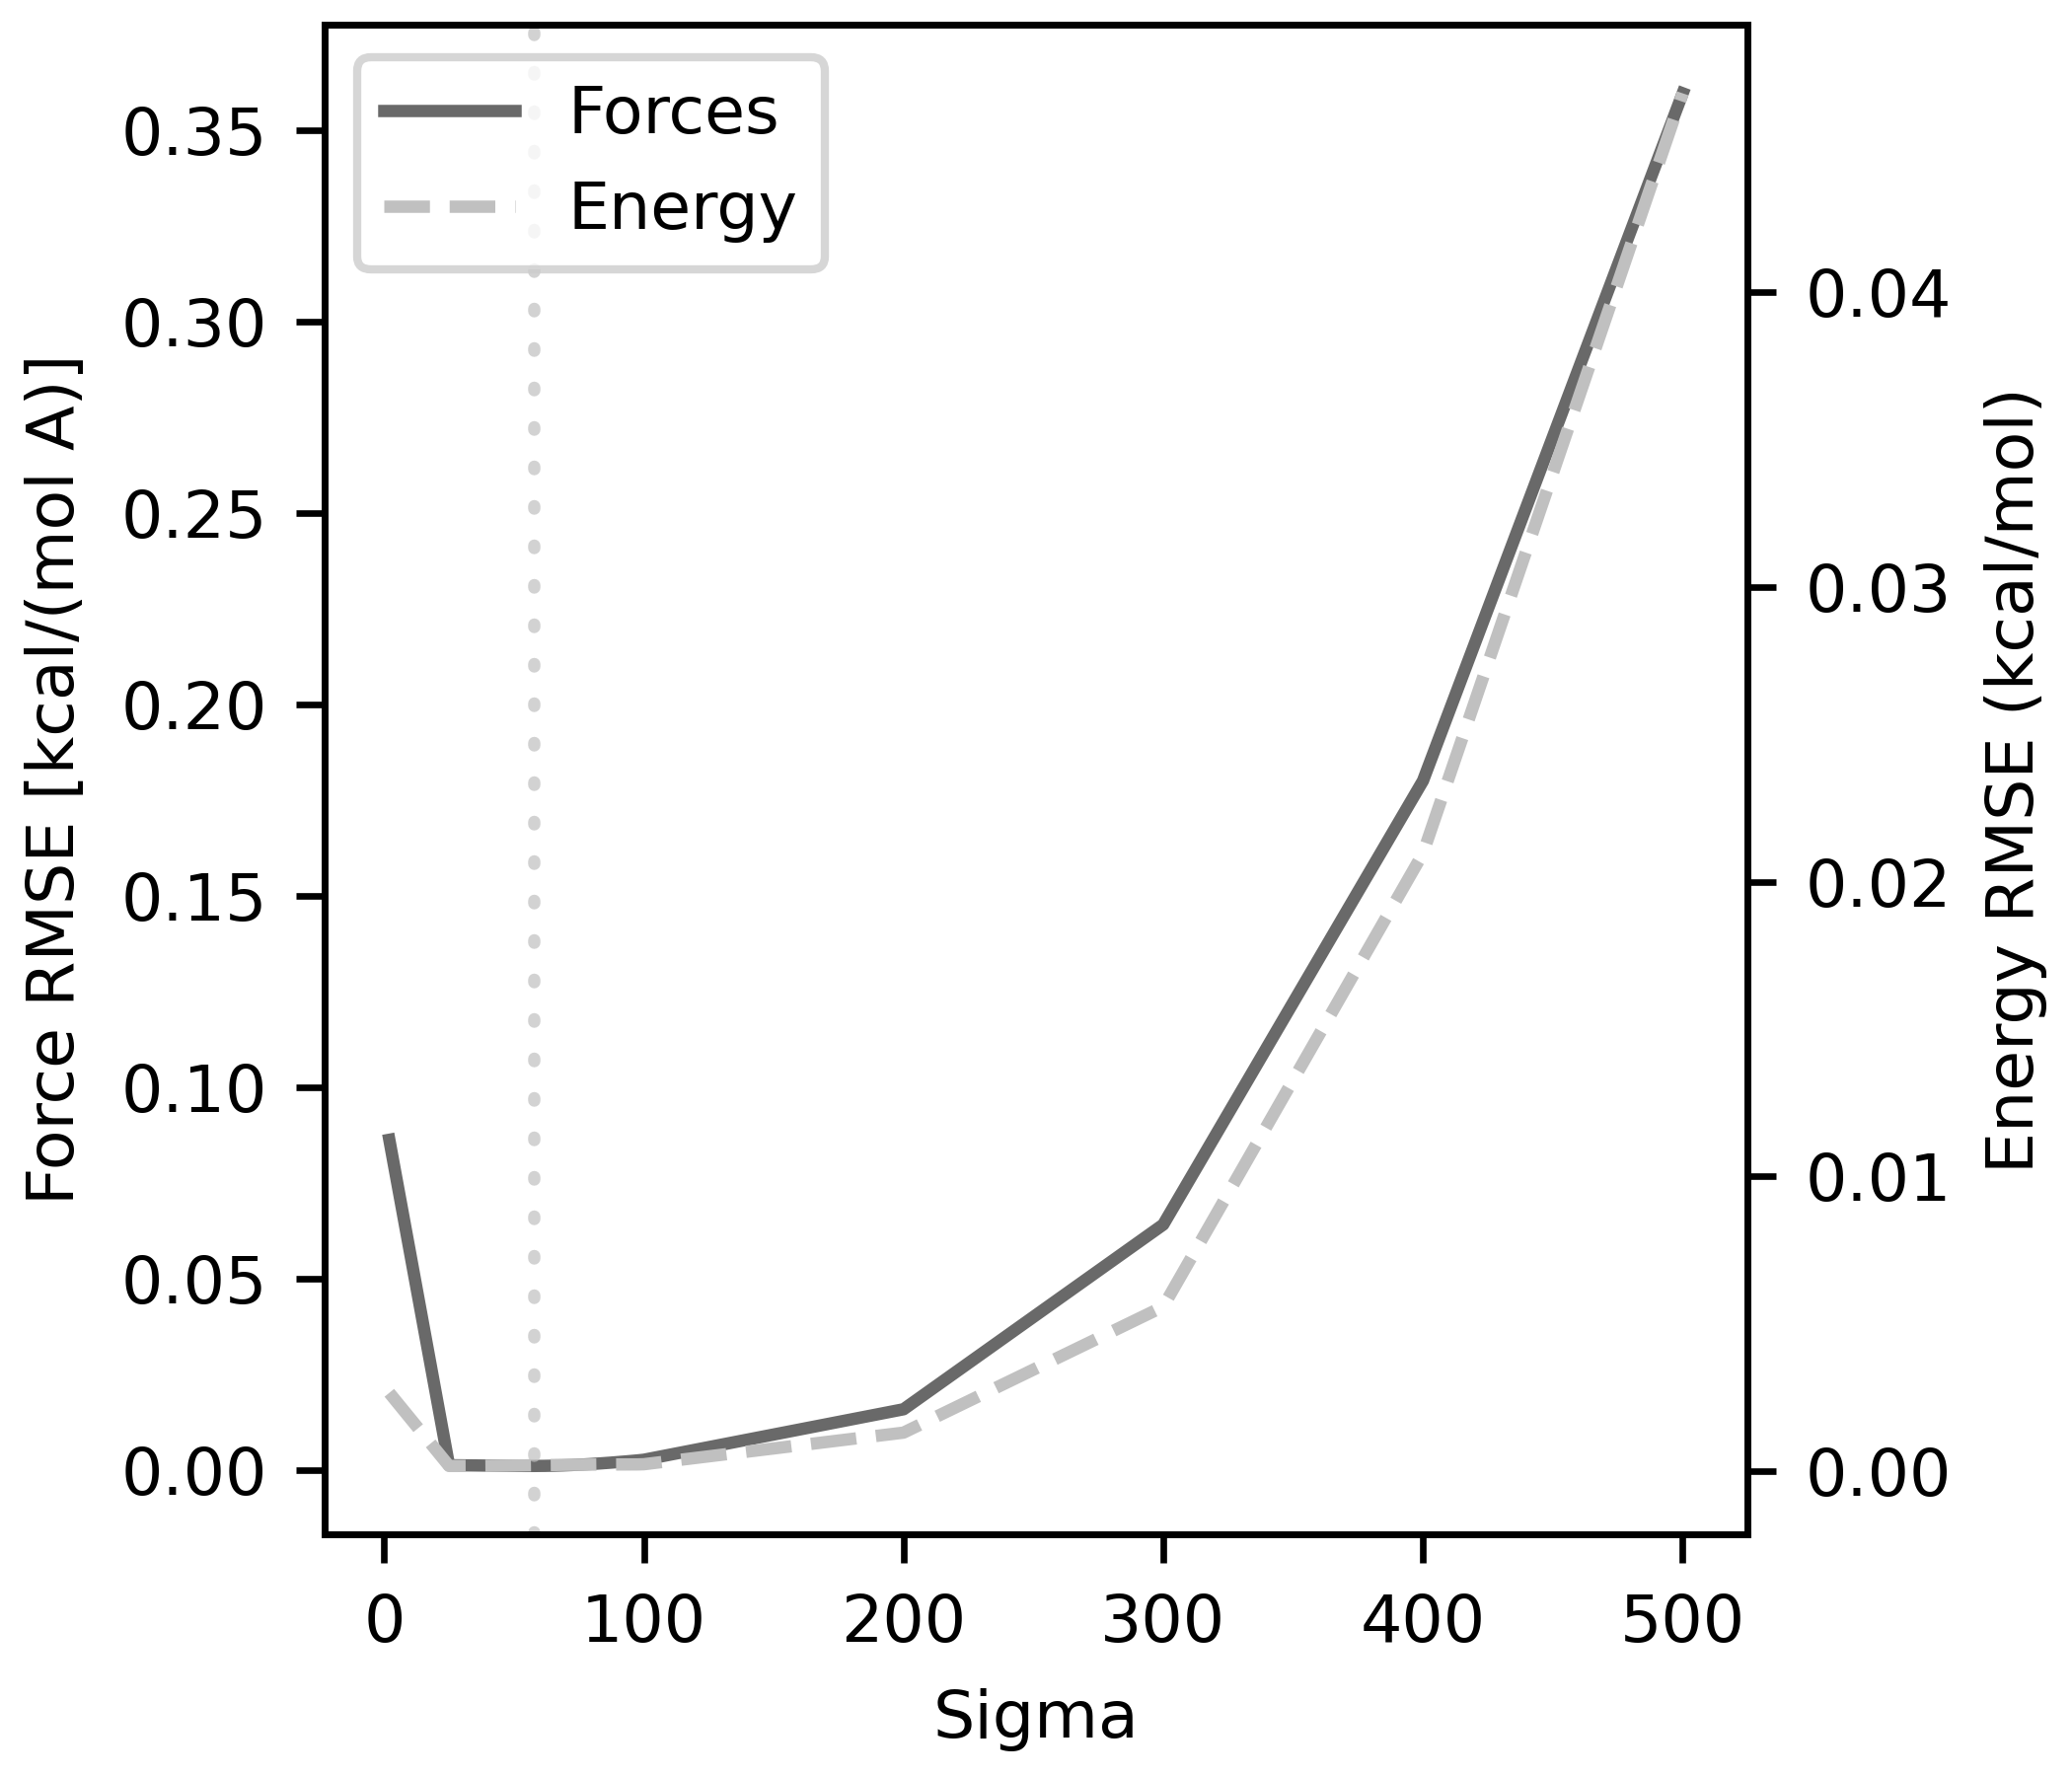 Forces
Energy
0.35
0.30
0.25
0.20
0.15
0.10
0.05
0.00
Force RMSE [kcal/(mol A)]
0.04
0.03
0.02
0.01
0.00
Energy RMSE (kcal/mol)
0 100 200 300 400 500
Sigma